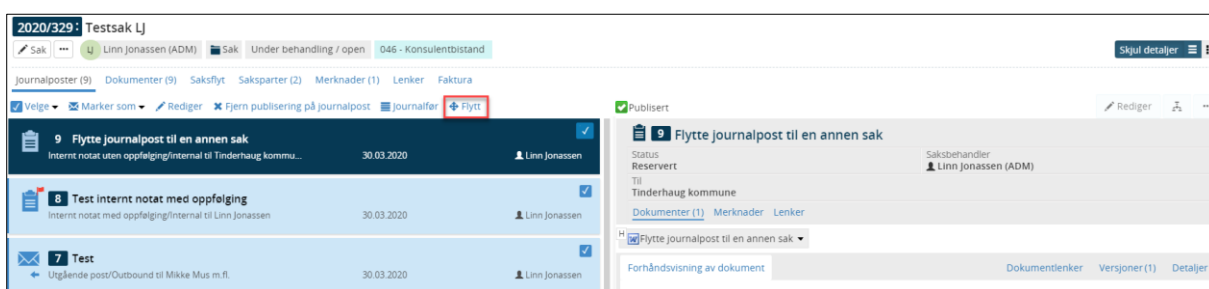 2020/329: Testsak LJ
Sak ··· LJ Linn Jonassen (ADM) Sak Under behandling / open 046 - Konsulentbistand Skjul detaljer
Journalposter (9) Dokumenter (9) Saksflyt Saksparter (2) Merknader (1) Lenker Faktura
Velge Marker som Rediger Fjern publisering på journalpost Journalfør Flytt
9 Flytte journalpost til en annen sak
Internt notat uten oppfølging/internal til Tinderhaug kommu... 30.03.2020 Linn Jonassen
8 Test internt notat med oppfølging
Internt notat med oppfølging/Internal til Linn Jonassen 30.03.2020 Linn Jonassen
7 Test
Utgående post/Outbound til Mikke Mus m.fl. 30.03.2020 Linn Jonassen
Publisert Rediger ···
9 Flytte journalpost til en annen sak
Status Saksbehandler
Reservert Linn Jonassen (ADM)
Til
Tinderhaug kommune
Dokumenter (1) Merknader Lenker
H W Flytte journalpost til en annen sak
Forhåndsvisning av dokument Dokumentlenker Versjoner (1) Detaljer